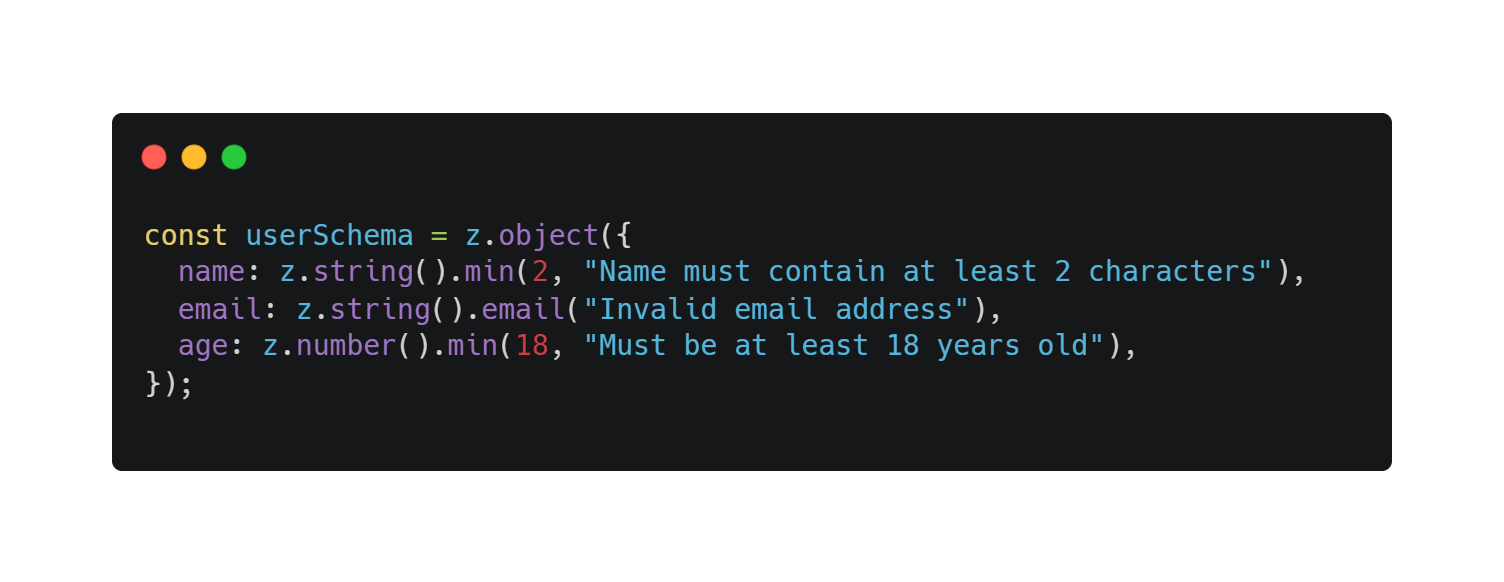 const userSchema = z.object({
  name: z.string().min(2, "Name must contain at least 2 characters"),
  email: z.string().email("Invalid email address"),
  age: z.number().min(18, "Must be at least 18 years old"),
});